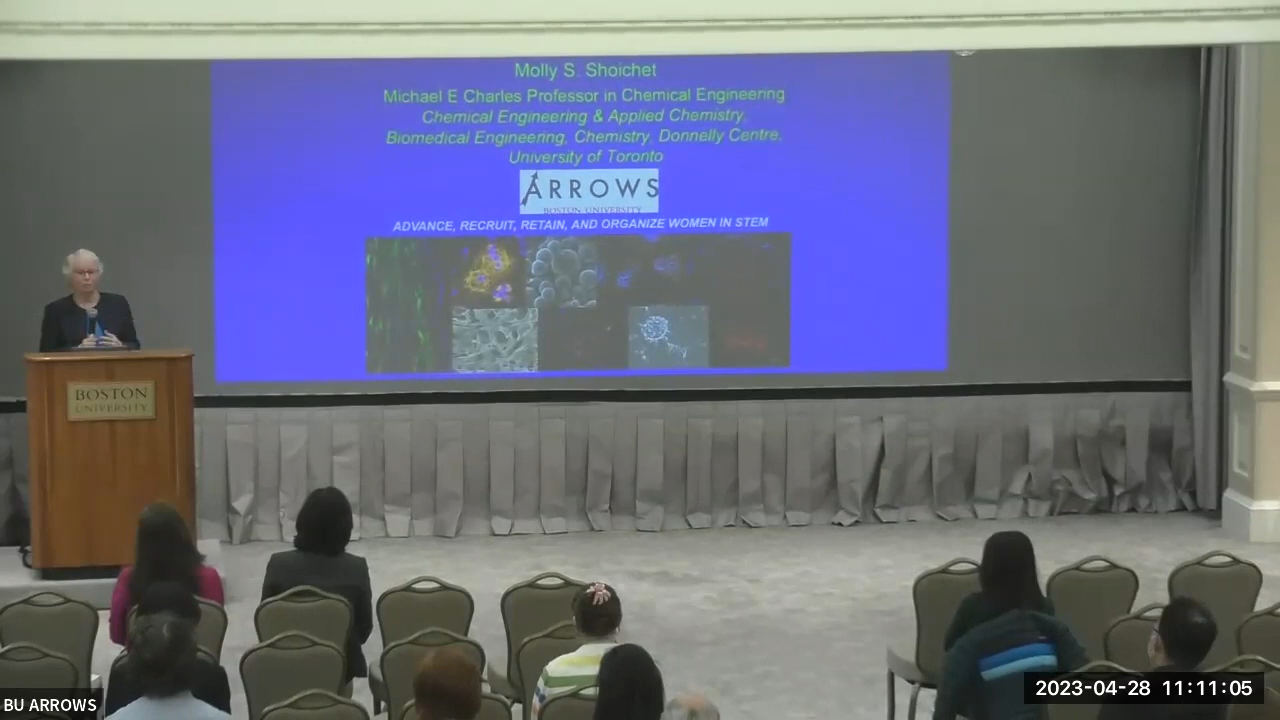 Molly S. Shoichet
Michael E Charles Professor in Chemical Engineering
Chemical Engineering & Applied Chemistry,
Biomedical Engineering, Chemistry, Donnelly Centre,
University of Toronto
ARROWS
BOSTON UNIVERSITY
ADVANCE, RECRUIT, RETAIN, AND ORGANIZE WOMEN IN STEM
BOSTON
UNIVERSITY
2023-04-28 11:11:05
BU ARROWS